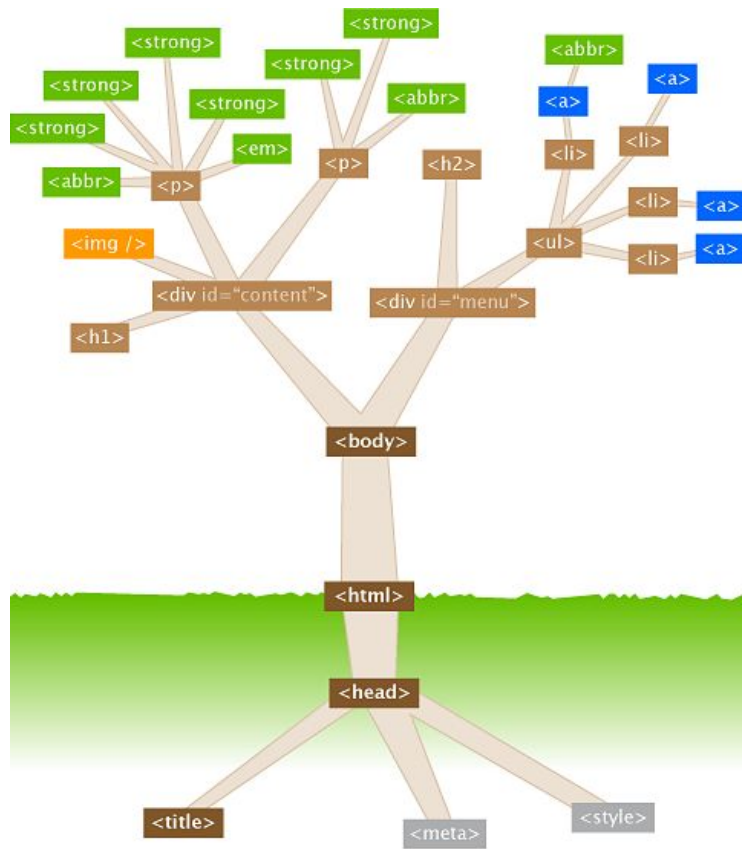 <strong>
<strong>
<strong>
<abbr>
<a>
<strong>
<strong>
<strong>
<abbr>
<a>
<strong>
<li>
<em>
<li>
<p>
<h2>
<abbr>
<p>
<li>
<a>
<img />
<ul>
<li>
<a>
<div id=“content”>
<div id=“menu”>
<h1>
<body>
<html>
<head>
<title>
<meta>
<style>